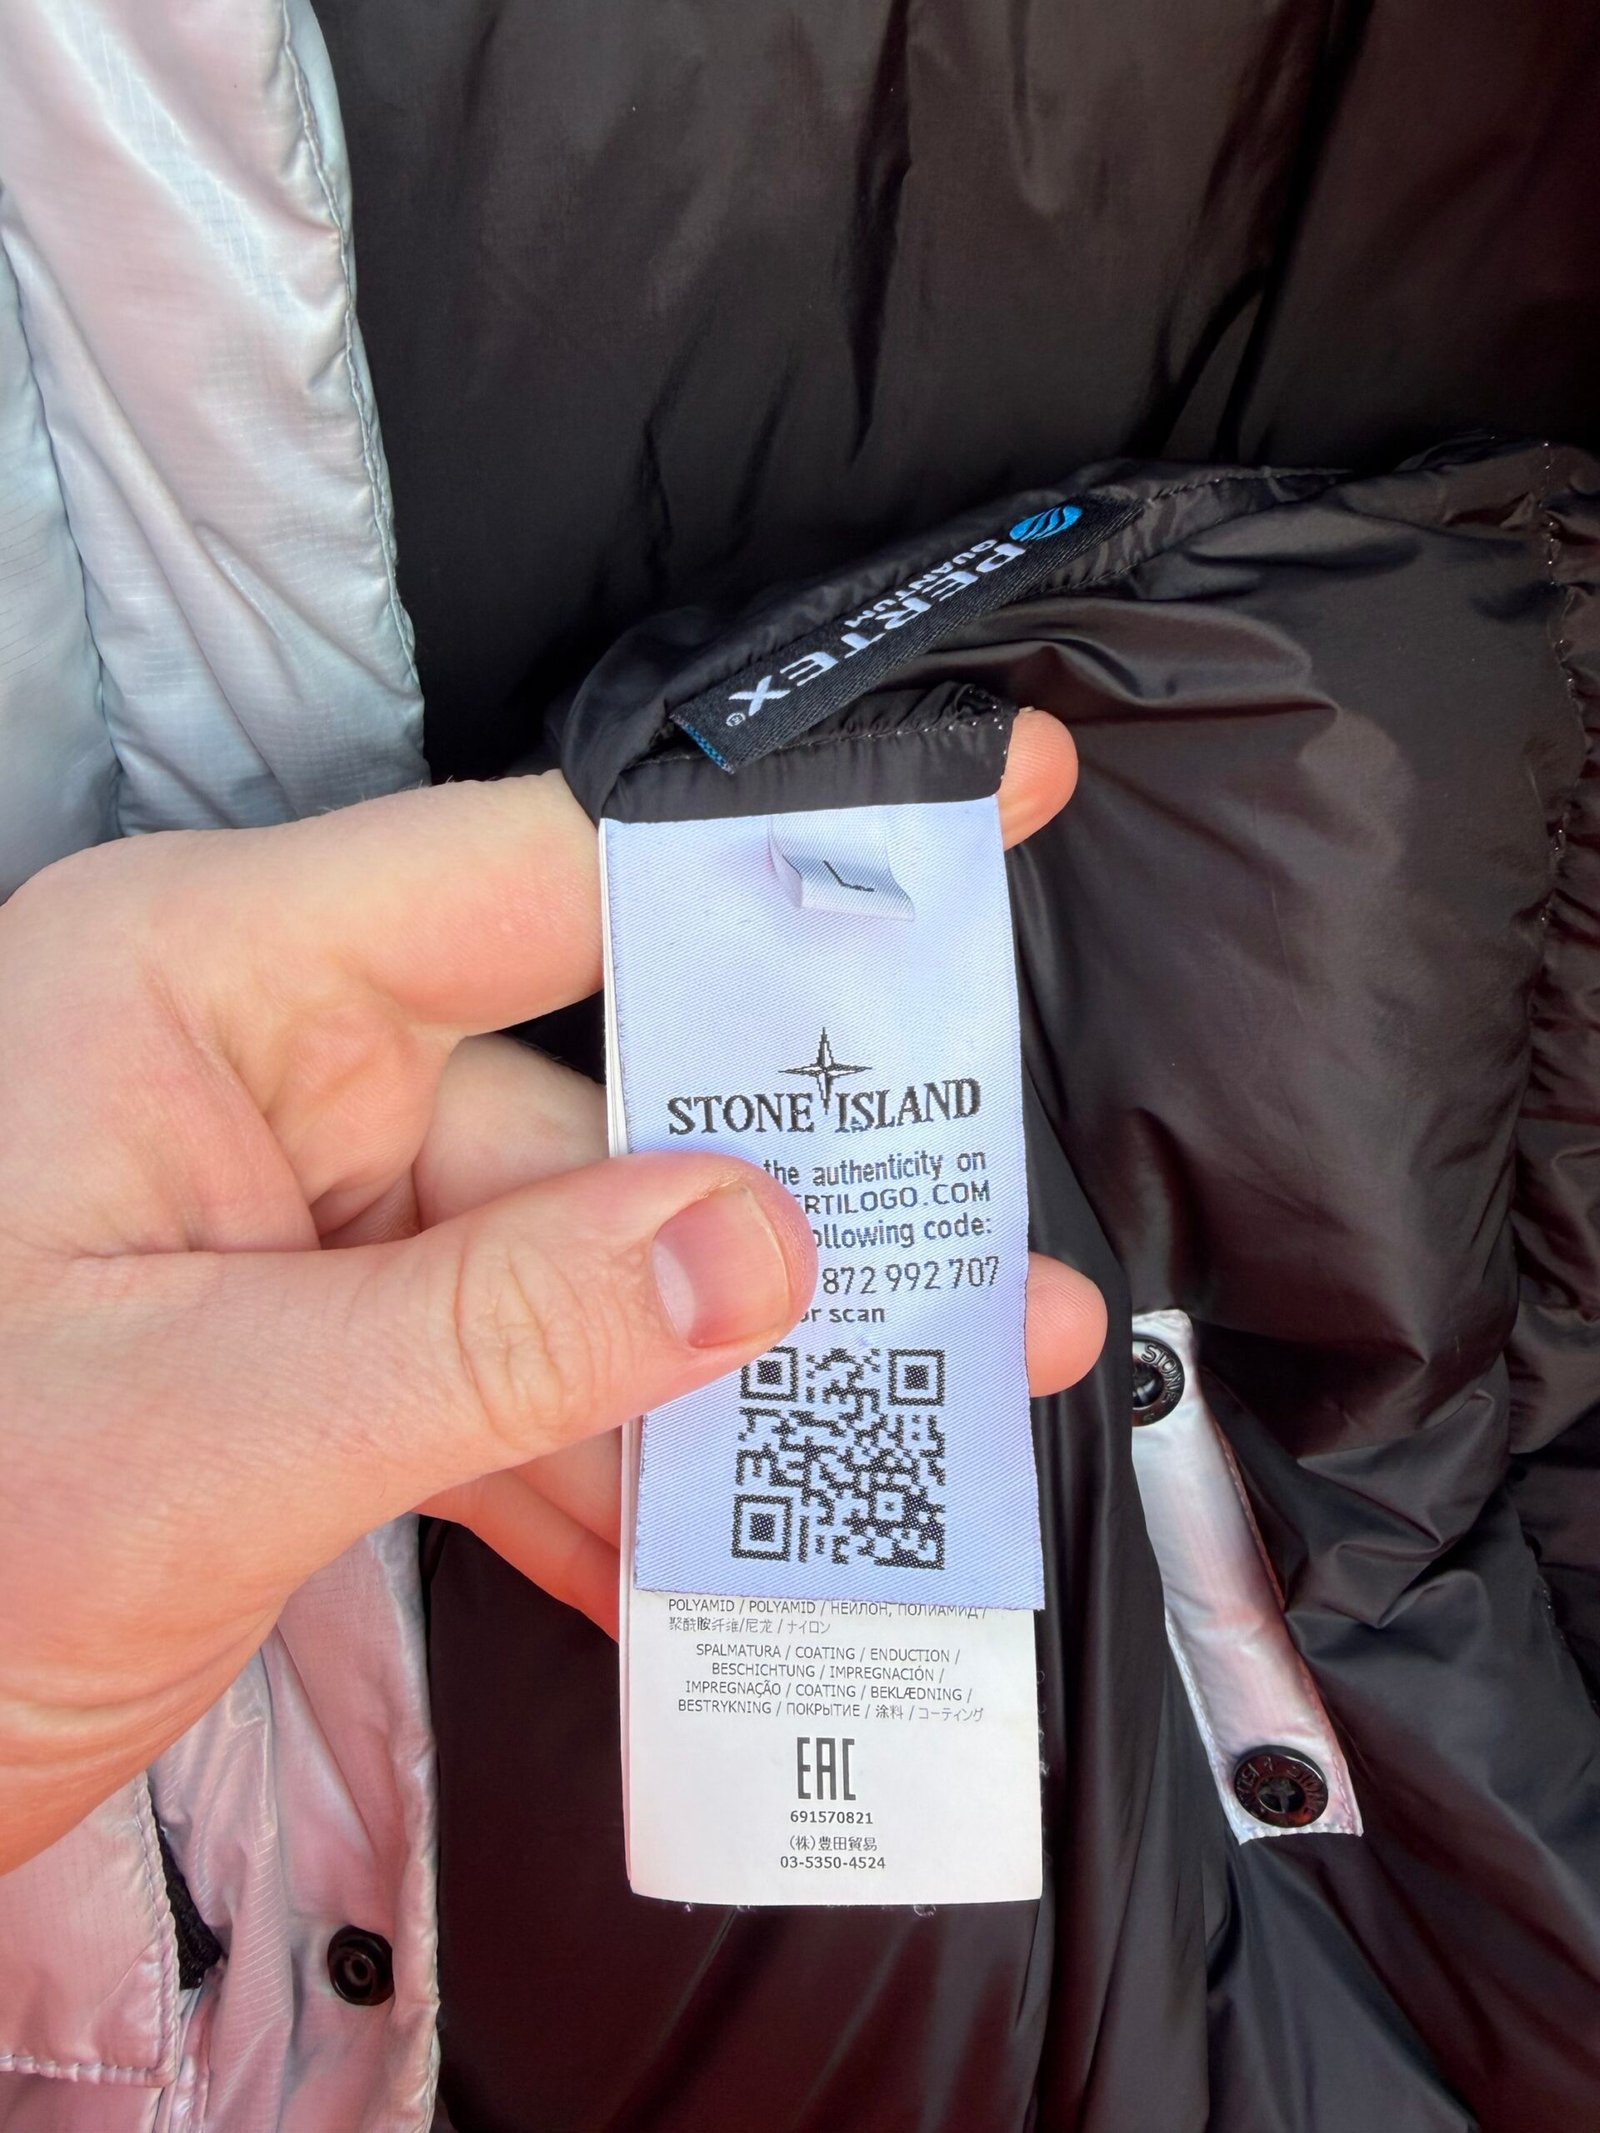 PERTEX®
QUANTUM
L
STONE ISLAND
the authenticity on
ERTILOGO.COM
ollowing code:
872 992 707
or scan
POLYAMID / POLYAMID / НЕЙЛОН, ПОЛИАМИД /
聚酰胺纤维/尼龙 / ナイロン
SPALMATURA / COATING / ENDUCTION /
BESCHICHTUNG / IMPREGNACIÓN /
IMPREGNAÇÃO / COATING / BEKLÆDNING /
BESTRYKNING / ПОКРЫТИЕ / 涂料 / コーティング
EAC
691570821
(株)豊田貿易
03-5350-4524
STONE
STONE ISLA